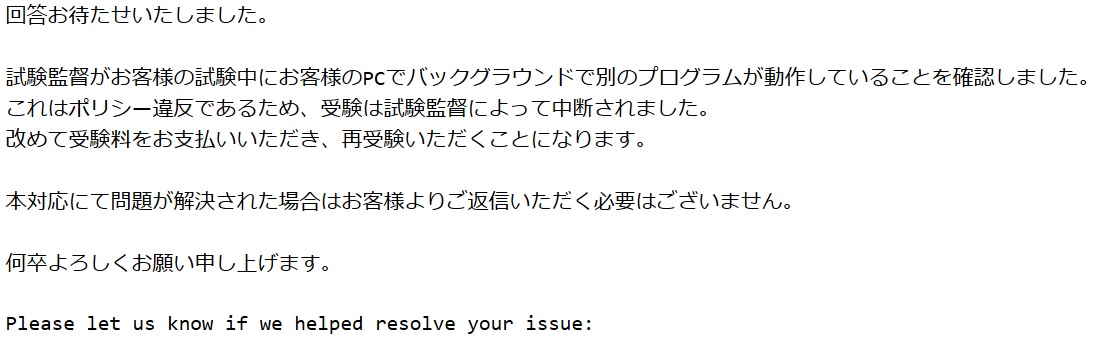 回答お待たせいたしました。
試験監督がお客様の試験中にお客様のPCでバックグラウンドで別のプログラムが動作していることを確認しました。
これはポリシー違反であるため、受験は試験監督によって中断されました。
改めて受験料をお支払いいただき、再受験いただくことになります。
本対応にて問題が解決された場合はお客様よりご返信いただく必要はございません。
何卒よろしくお願い申し上げます。
Please let us know if we helped resolve your issue: